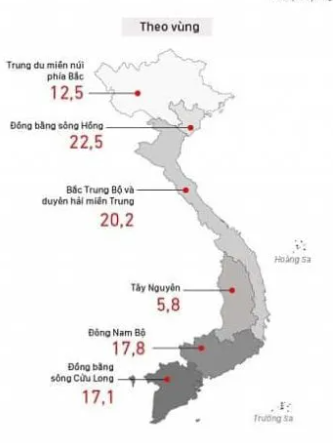 Theo vùng
Trung du miền núi
phía Bắc
12,5
Đồng bằng sông Hồng
22,5
Bắc Trung Bộ và
duyên hải miền Trung
20,2
Hoàng Sa
Tây Nguyên
5,8
Đông Nam Bộ
17,8
Đồng bằng
sông Cửu Long
17,1
Trường Sa